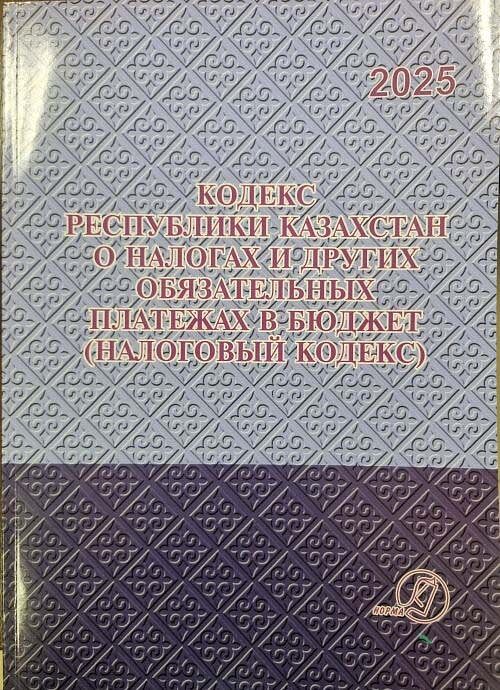 2025
КОДЕКС
РЕСПУБЛИКИ КАЗАХСТАН
О НАЛОГАХ И ДРУГИХ
ОБЯЗАТЕЛЬНЫХ
ПЛАТЕЖАХ В БЮДЖЕТ
(НАЛОГОВЫЙ КОДЕКС)
НОРМА